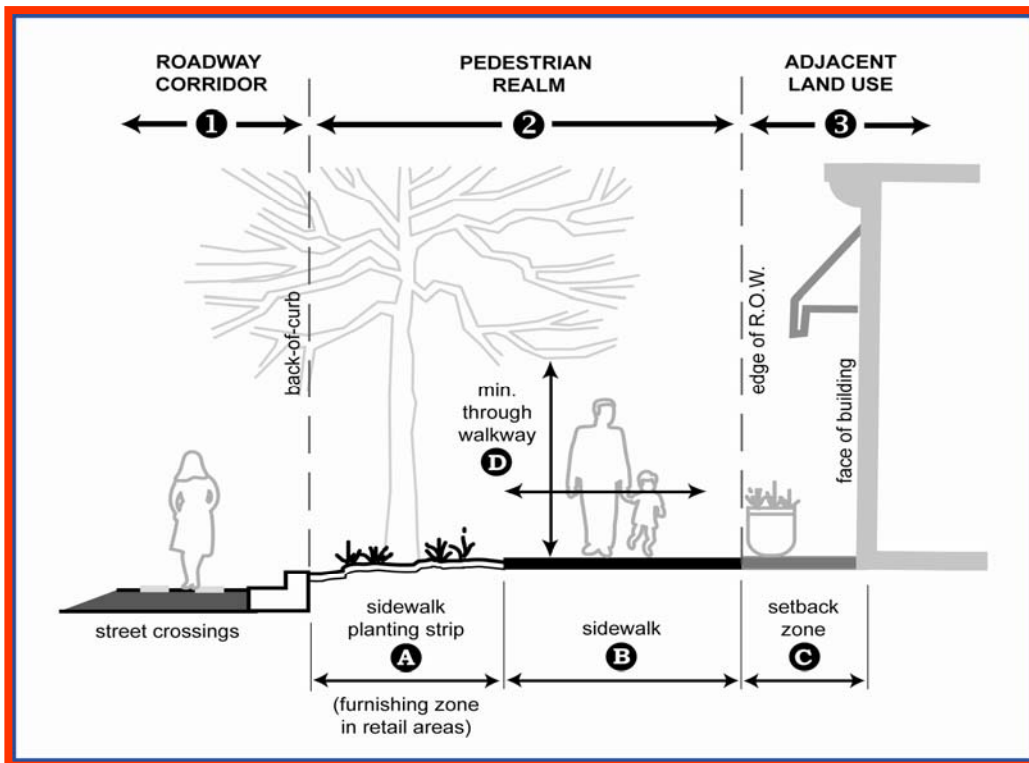 ROADWAY
CORRIDOR
PEDESTRIAN
REALM
ADJACENT
LAND USE
1
2
3
back-of-curb
edge of R.O.W.
face of building
min.
through
walkway
D
street crossings
sidewalk
planting strip
A
(furnishing zone
in retail areas)
sidewalk
B
setback
zone
C